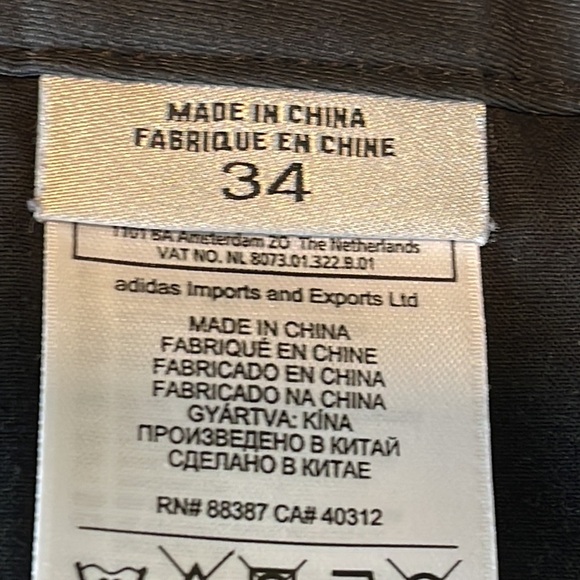 MADE IN CHINA
FABRIQUE EN CHINE
34
1101 BA Amsterdam ZO The Netherlands
VAT NO. NL 8073.01.322.B.01
adidas Imports and Exports Ltd
MADE IN CHINA
FABRIQUÉ EN CHINE
FABRICADO EN CHINA
FABRICADO NA CHINA
GYÁRTVA: KÍNA
ПРОИЗВЕДЕНО В КИТАЙ
СДЕЛАНО В КИТАЕ
RN# 88387 CA# 40312